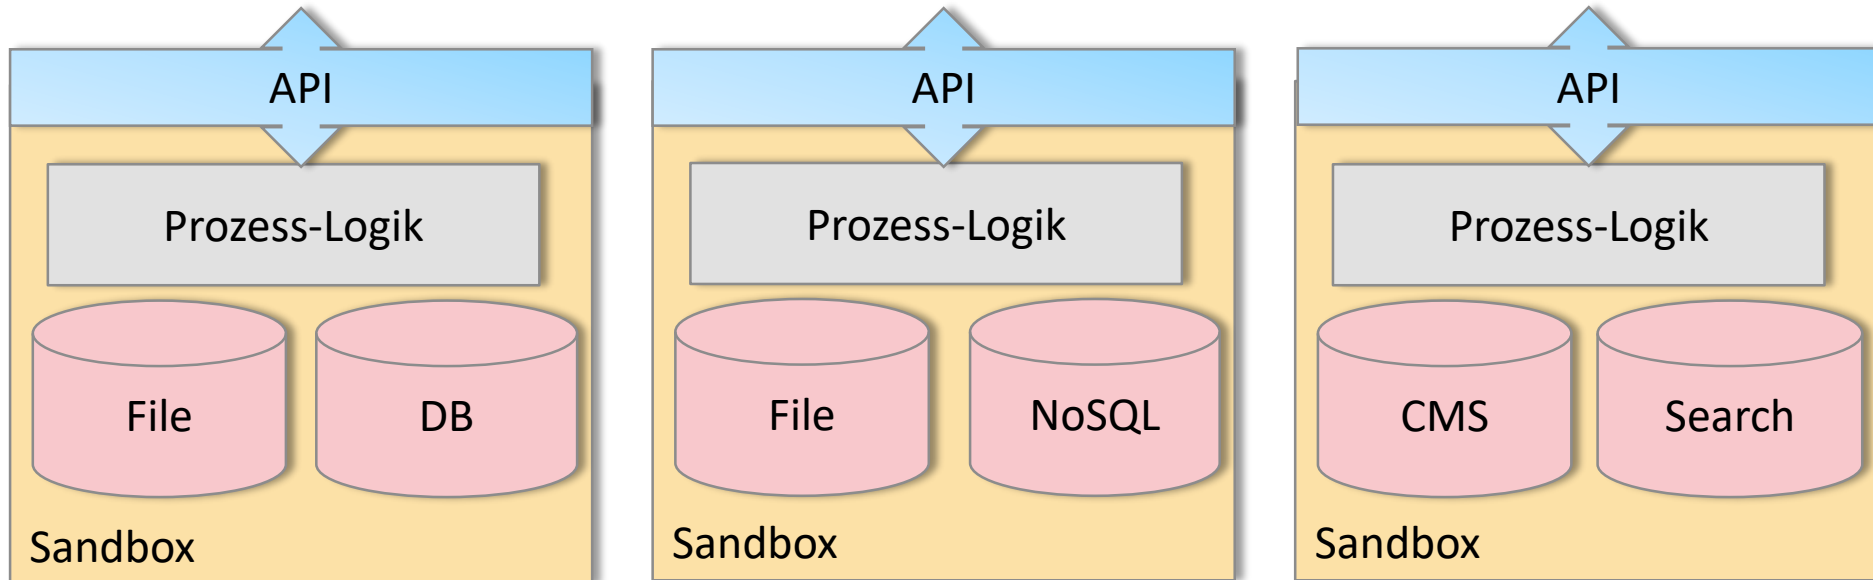 API
Prozess-Logik
File
DB
Sandbox
API
Prozess-Logik
File
NoSQL
Sandbox
API
Prozess-Logik
CMS
Search
Sandbox